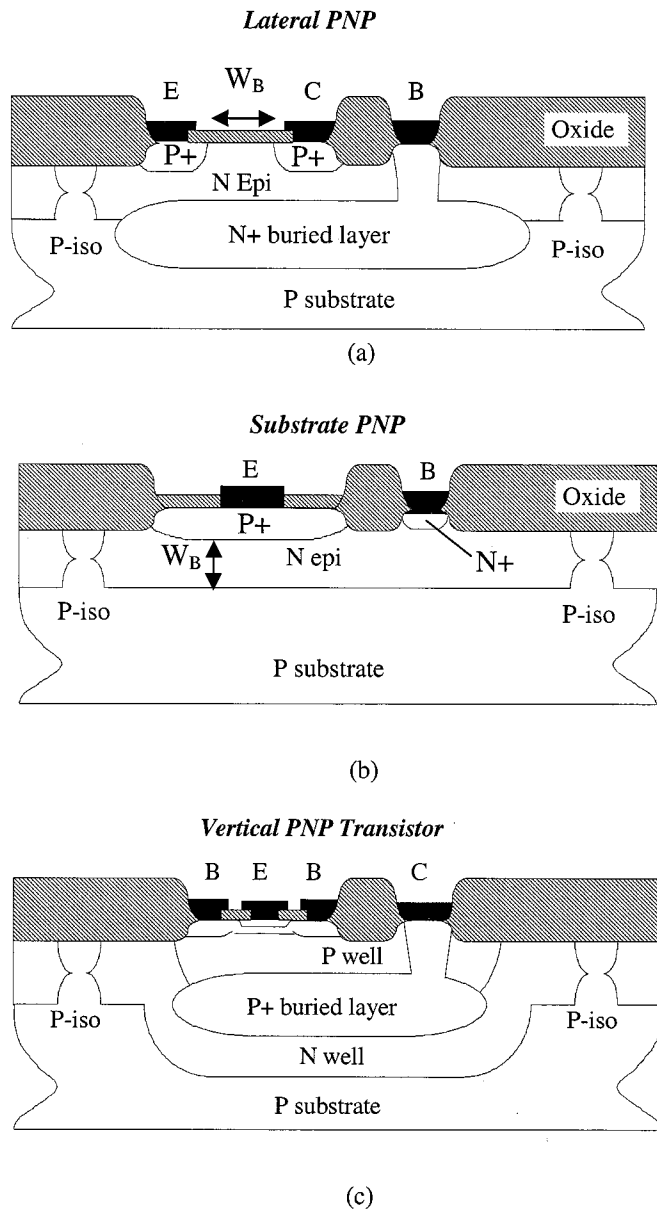 Lateral PNP
W_B
E C B
Oxide
P+ P+
N Epi
N+ buried layer
P-iso P-iso
P substrate
(a)
Substrate PNP
E B
Oxide
P+
W_B N epi N+
P-iso P-iso
P substrate
(b)
Vertical PNP Transistor
B E B C
P well
P+ buried layer
P-iso P-iso
N well
P substrate
(c)